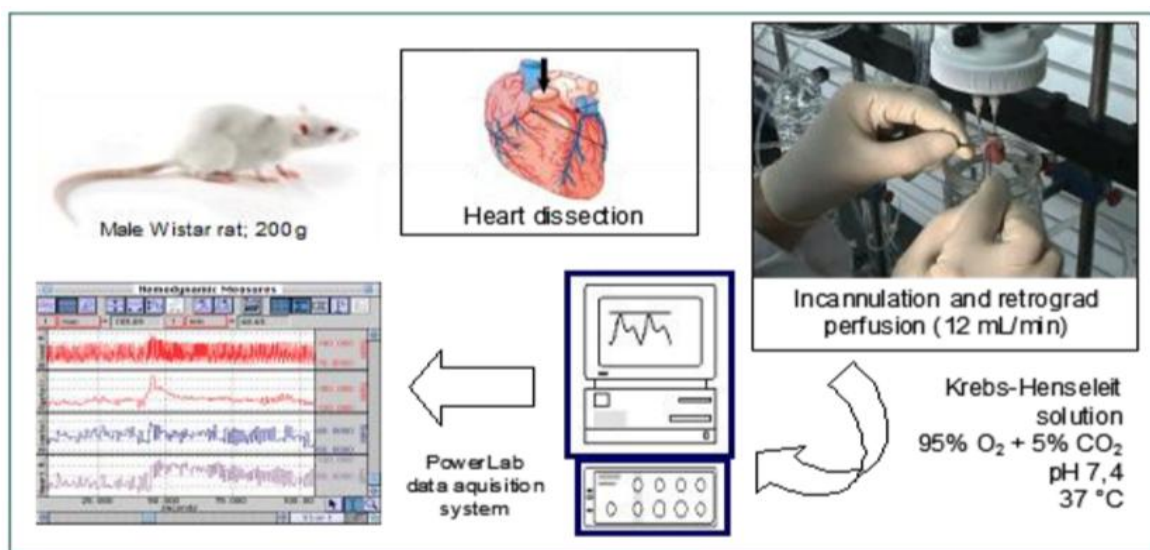 Male Wistar rat; 200g
Heart dissection
Incannulation and retrograd
perfusion (12 mL/min)
Krebs-Henseleit
solution
95% O₂ + 5% CO₂
pH 7,4
37 °C
PowerLab
data aquisition
system
Hemodynamic Measures